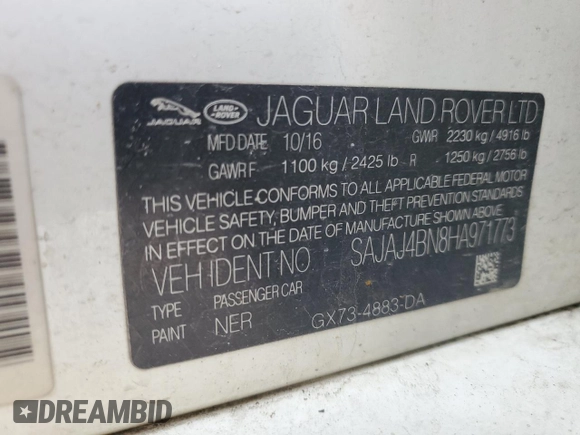 JAGUAR LAND-ROVER JAGUAR LAND ROVER LTD
MFD DATE 10/16 GWR 2230 kg / 4916 lb
GAWR F 1100 kg / 2425 lb R 1250 kg / 2756 lb
THIS VEHICLE CONFORMS TO ALL APPLICABLE FEDERAL MOTOR
VEHICLE SAFETY, BUMPER AND THEFT PREVENTION STANDARDS
IN EFFECT ON THE DATE OF MANUFACTURE SHOWN ABOVE
VEH IDENT NO SAJAJ4BN8HA971773
TYPE PASSENGER CAR
PAINT NER GX73-4883-DA
DREAMBID